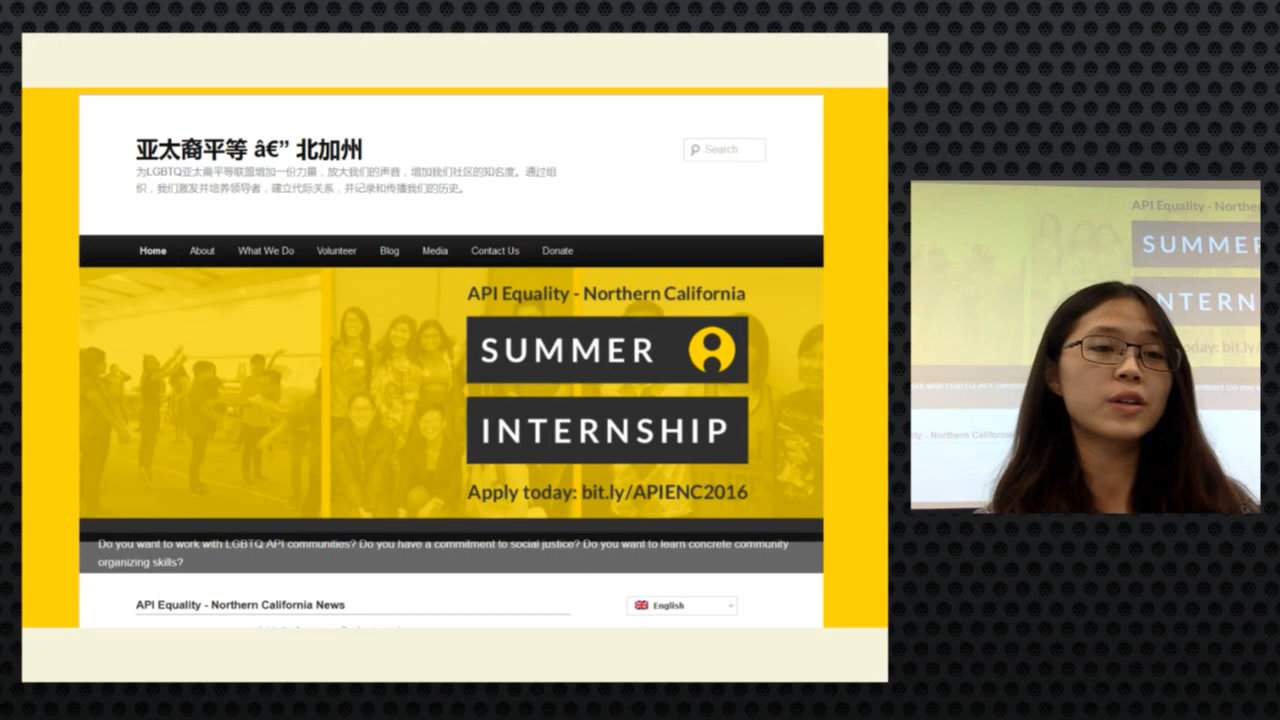 亚太裔平等 â€” 北加州
为LGBTQ亚太裔平等联盟增加一份力量，放大我们的声音，增加我们社区的知名度。通过组
织，我们激发并培养领导者，建立代际关系，并记录和传播我们的历史。
Search
Home About What We Do Volunteer Blog Media Contact Us Donate
API Equality - Northern California
SUMMER
INTERNSHIP
Apply today: bit.ly/APIENC2016
Do you want to work with LGBTQ API communities? Do you have a commitment to social justice? Do you want to learn concrete community
organizing skills?
API Equality - Northern California News
English
API Equality - Northe
SUMMER
NTERN
oday: bit.ly/
ity - Northern California